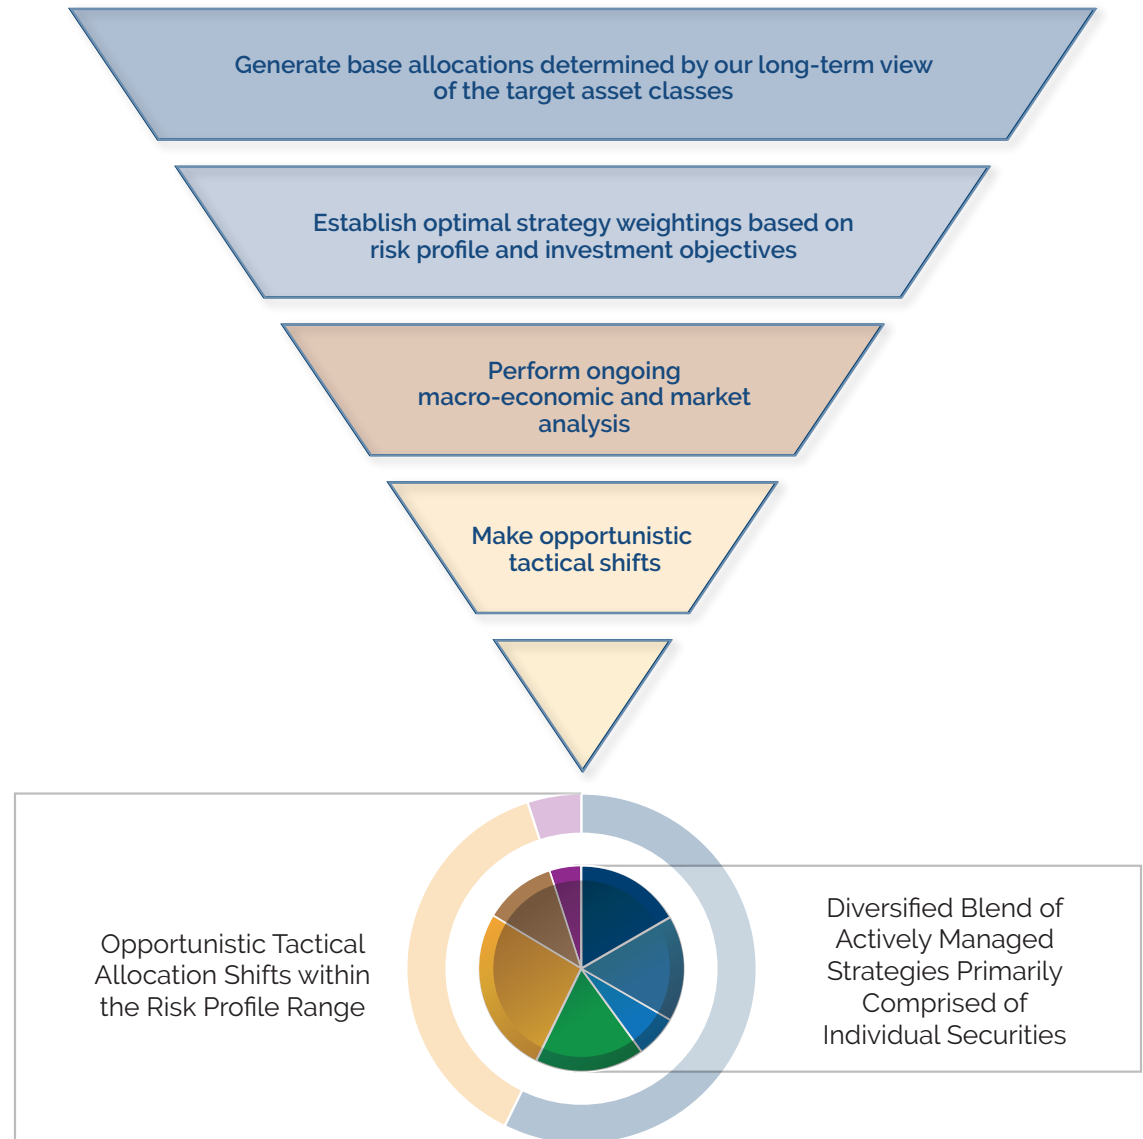 Generate base allocations determined by our long-term view
of the target asset classes
Establish optimal strategy weightings based on
risk profile and investment objectives
Perform ongoing
macro-economic and market
analysis
Make opportunistic
tactical shifts
Opportunistic Tactical
Allocation Shifts within
the Risk Profile Range
Diversified Blend of
Actively Managed
Strategies Primarily
Comprised of
Individual Securities